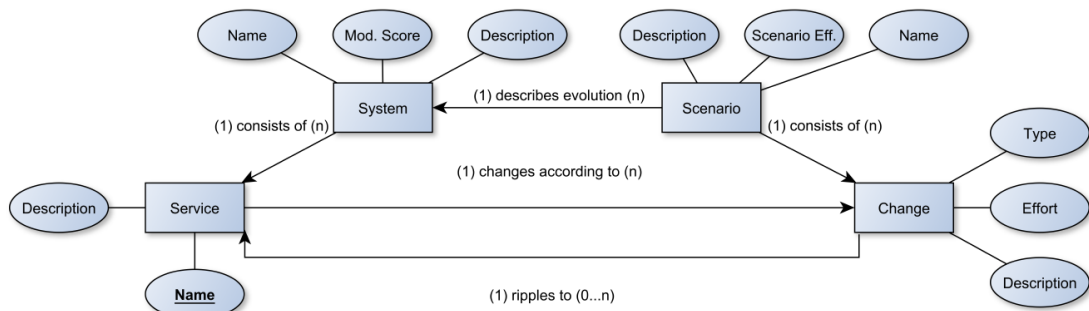 Name
Mod. Score
Description
Description
Scenario Eff.
Name
System
(1) describes evolution (n)
Scenario
(1) consists of (n)
(1) consists of (n)
Type
(1) changes according to (n)
Description
Service
Change
Effort
Name
Description
(1) ripples to (0...n)